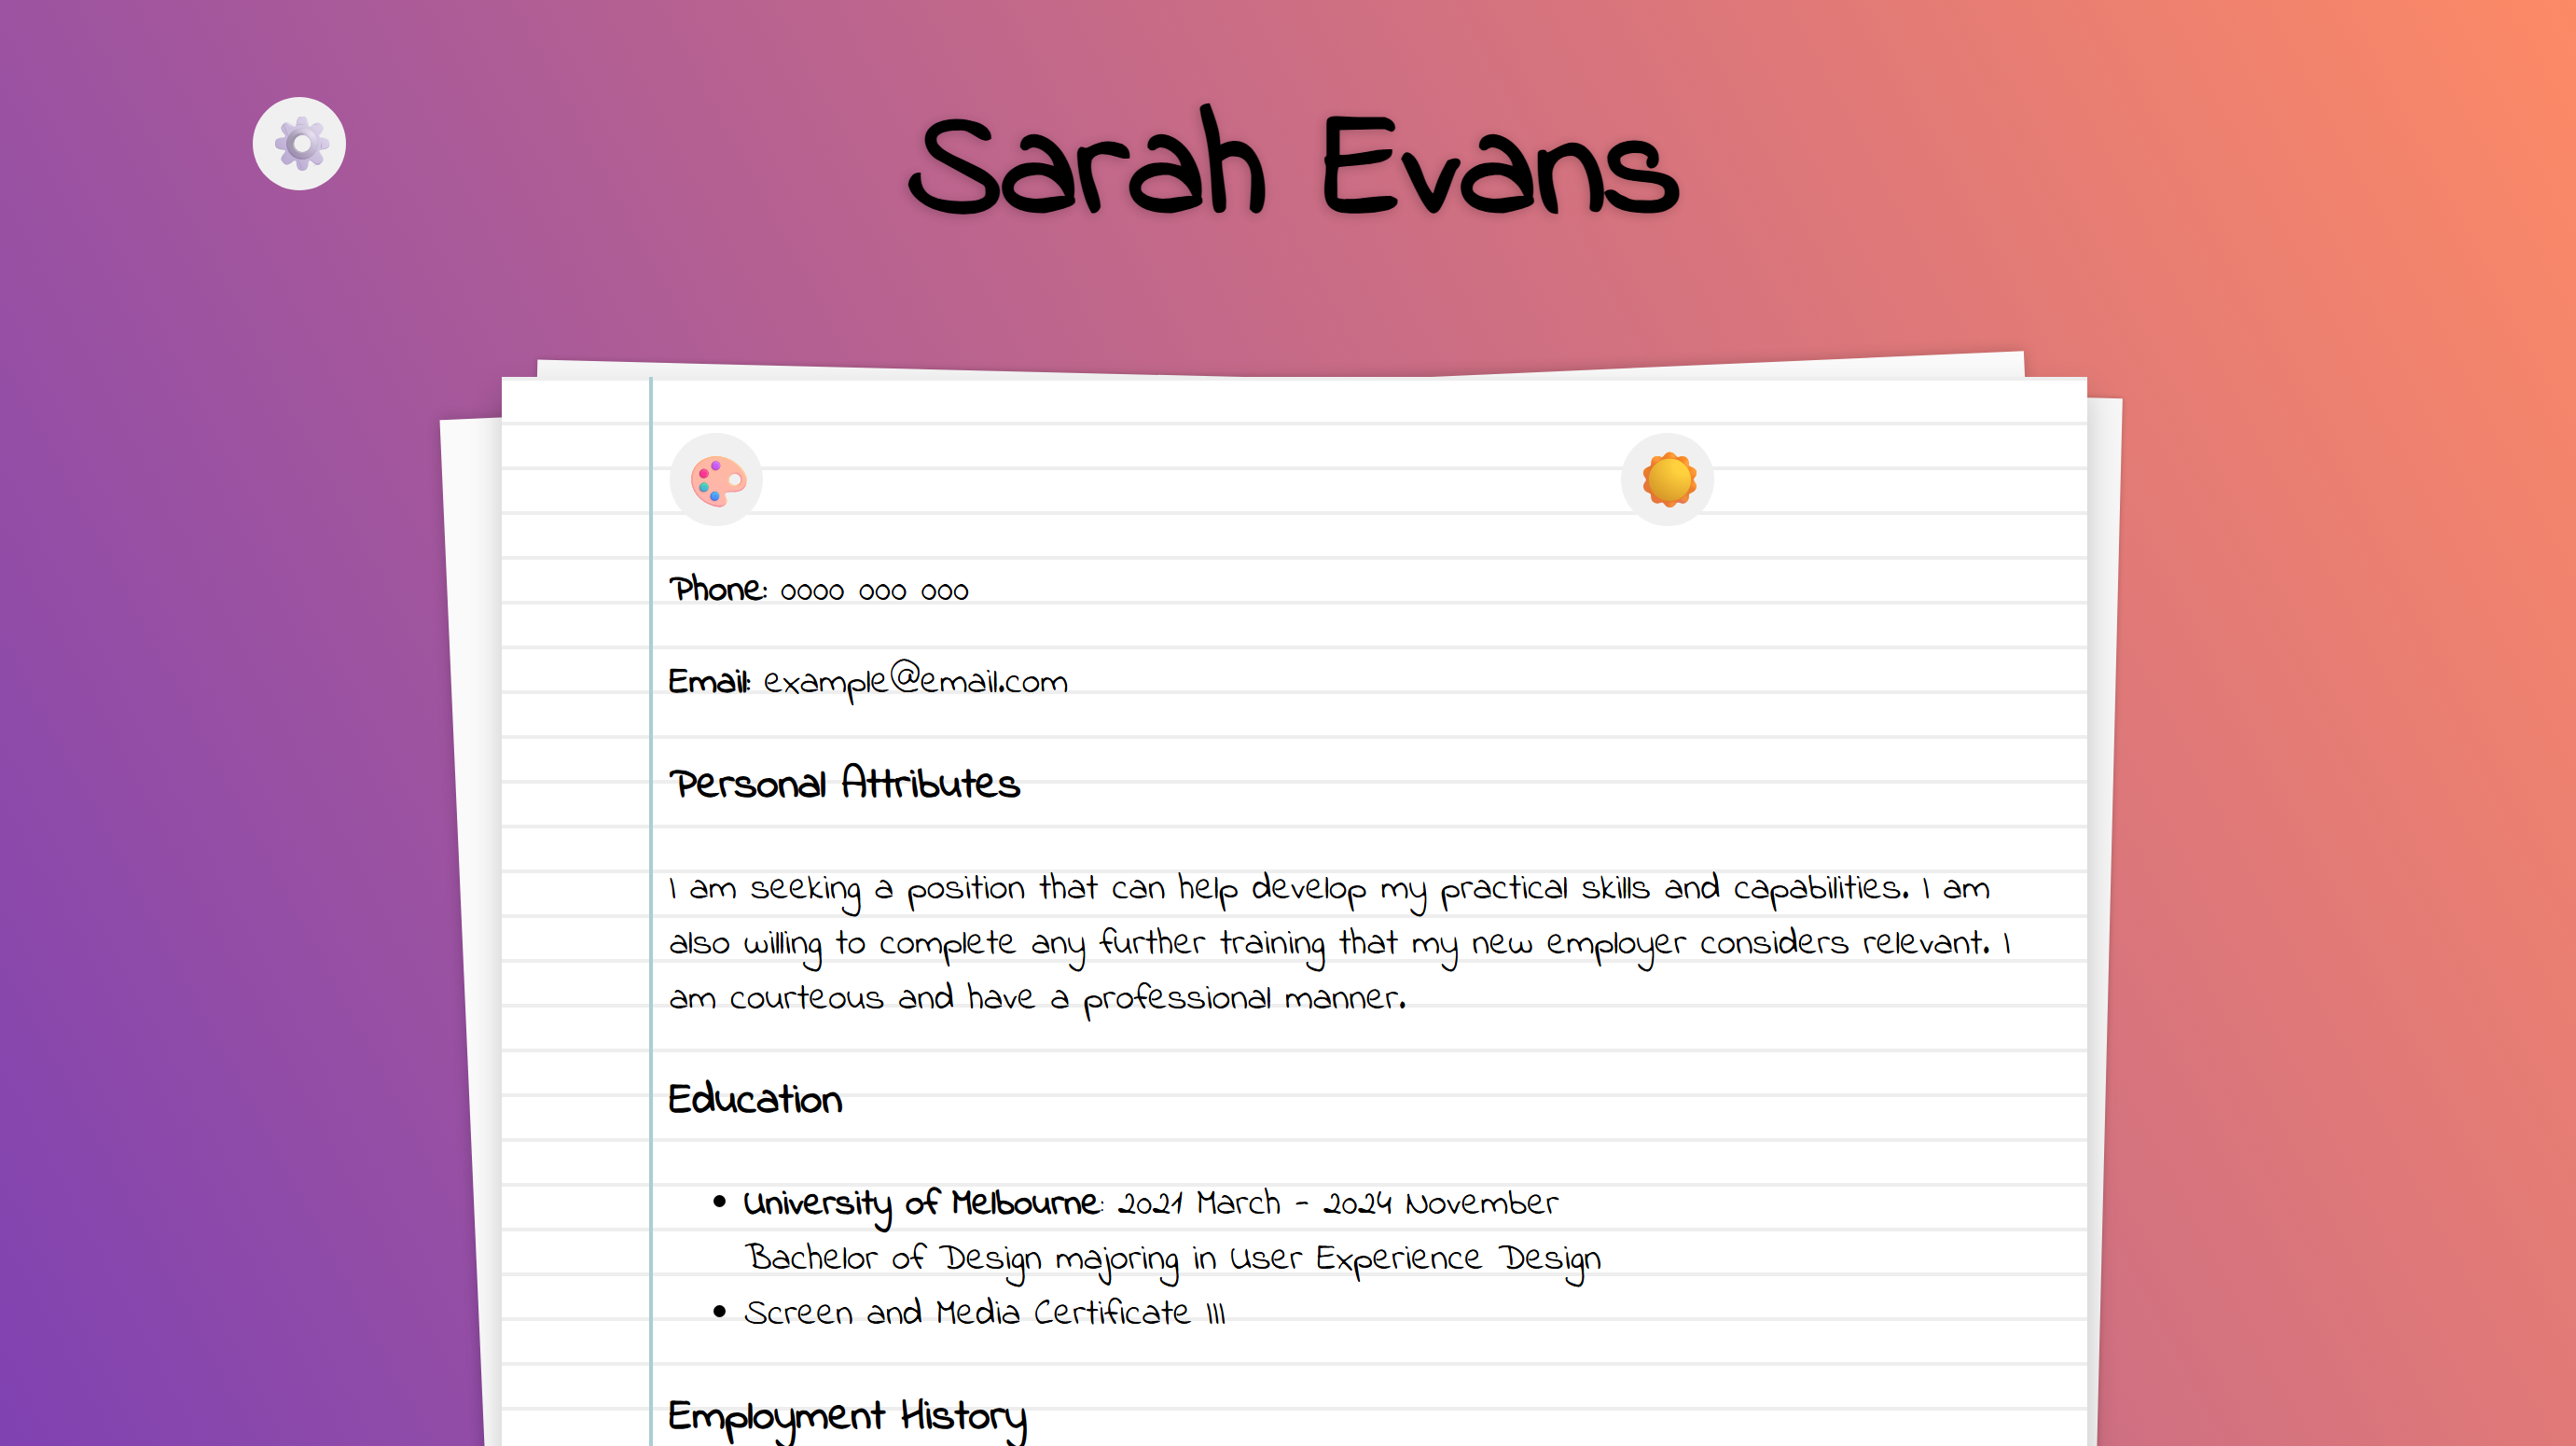 Sarah Evans
Phone: 0000 000 000
Email: example@email.com
Personal Attributes
I am seeking a position that can help develop my practical skills and capabilities. I am
also willing to complete any further training that my new employer considers relevant. I
am courteous and have a professional manner.
Education
• University of Melbourne: 2021 March - 2024 November
Bachelor of Design majoring in User Experience Design
• Screen and Media Certificate III
Employment History